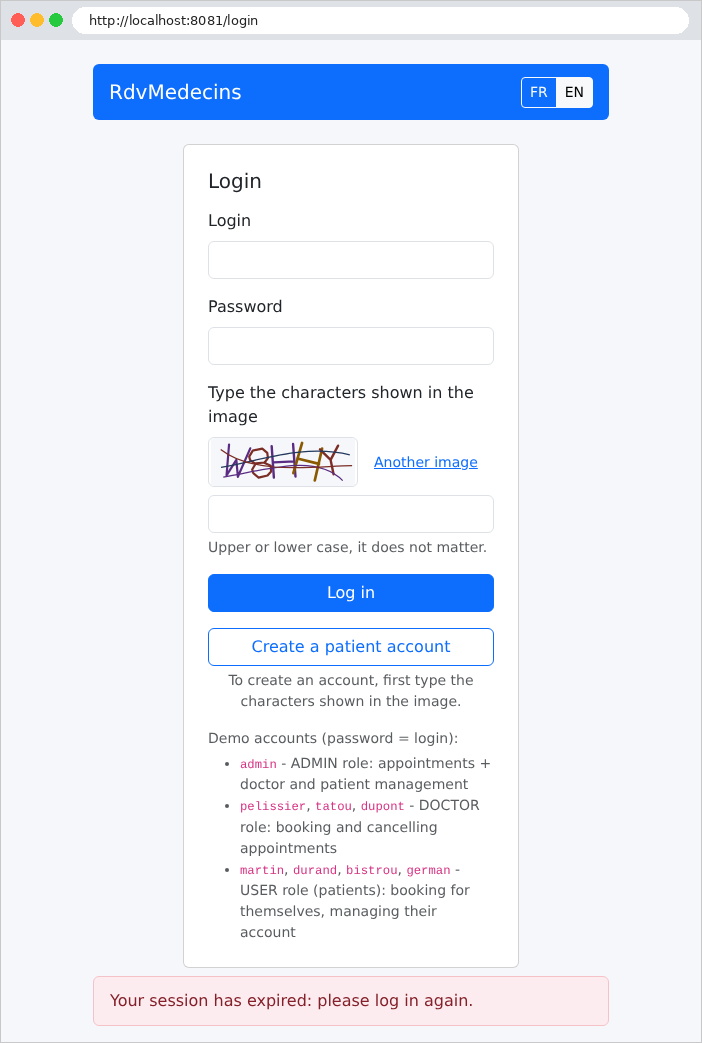 http://localhost:8081/login
RdvMedecins
FR EN
Login
Login
Password
Type the characters shown in the
image
Another image
Upper or lower case, it does not matter.
Log in
Create a patient account
To create an account, first type the
characters shown in the image.
Demo accounts (password = login):
• admin - ADMIN role: appointments +
doctor and patient management
• pelissier, tatou, dupont - DOCTOR
role: booking and cancelling
appointments
• martin, durand, bistrou, german -
USER role (patients): booking for
themselves, managing their
account
Your session has expired: please log in again.